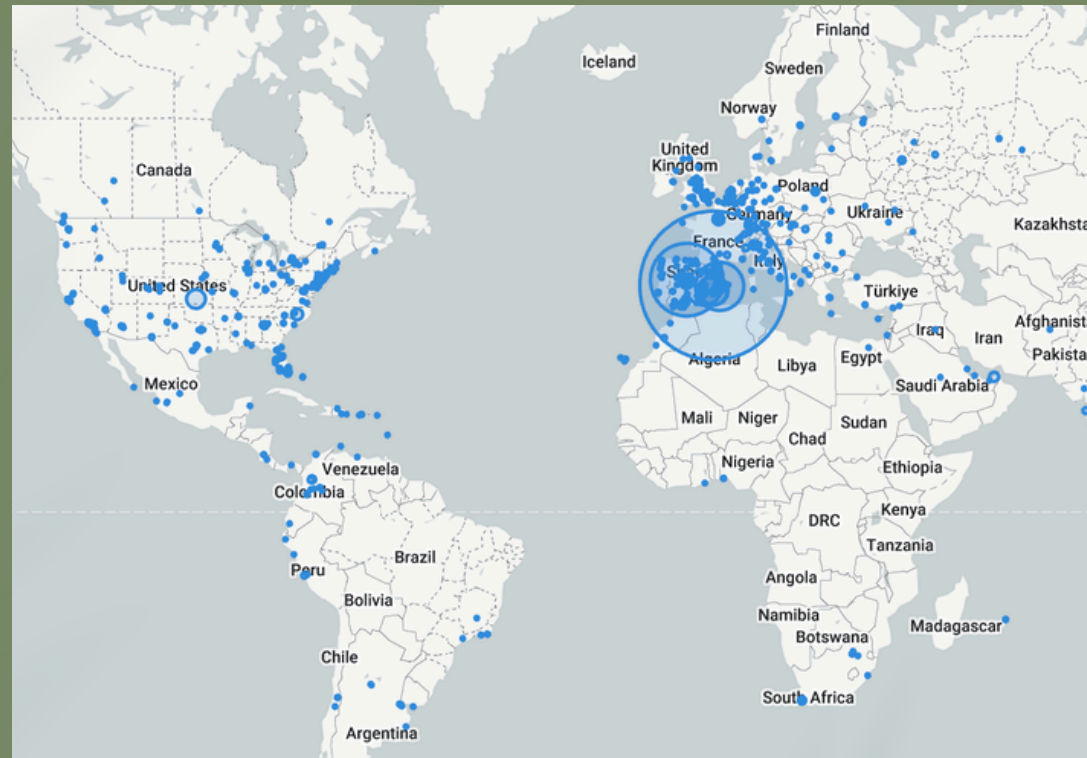 Finland
Iceland
Sweden
Norway
United
Kingdom
Canada
Poland
Germany
Ukraine
Kazakhsta
France
Italy
United States
Türkiye
Iraq
Iran
Afghanist
Algeria
Libya
Egypt
Pakista
Mexico
Saudi Arabia
Mali
Niger
Sudan
Chad
Venezuela
Nigeria
Ethiopia
Colombia
Kenya
DRC
Tanzania
Brazil
Peru
Angola
Bolivia
Namibia
Madagascar
Botswana
Chile
South Africa
Argentina